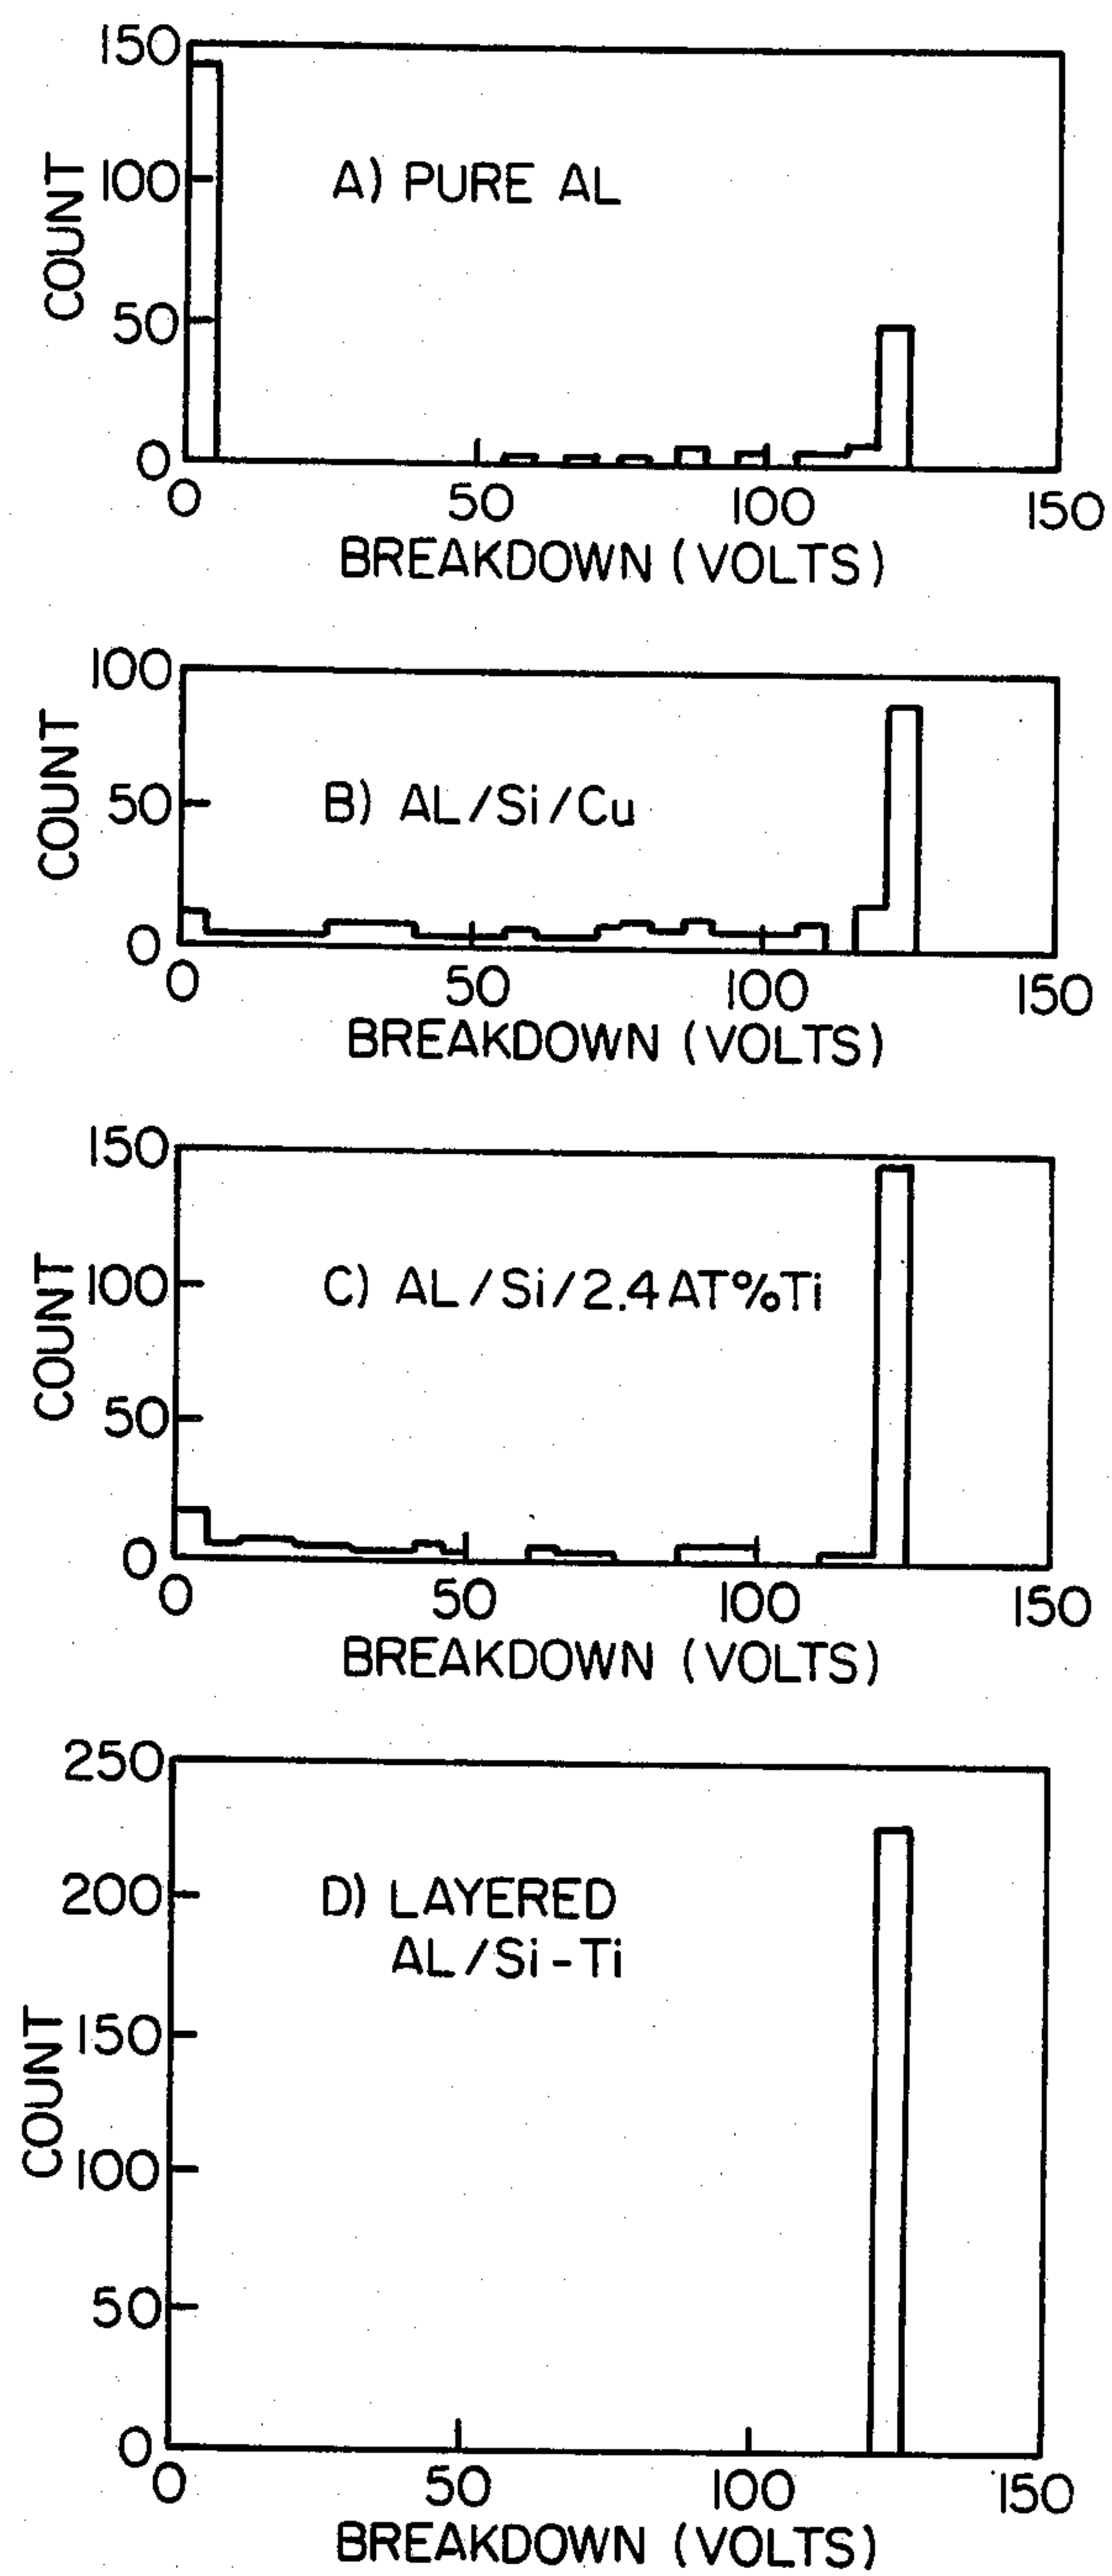 150
100
50
0
COUNT
A) PURE AL
0 50 100 150
BREAKDOWN (VOLTS)
100
50
0
COUNT
B) AL/Si/Cu
0 50 100 150
BREAKDOWN (VOLTS)
150
100
50
0
COUNT
C) AL/Si/2.4AT%Ti
0 50 100 150
BREAKDOWN (VOLTS)
250
200
150
100
50
0
COUNT
D) LAYERED
AL/Si-Ti
0 50 100 150
BREAKDOWN (VOLTS)